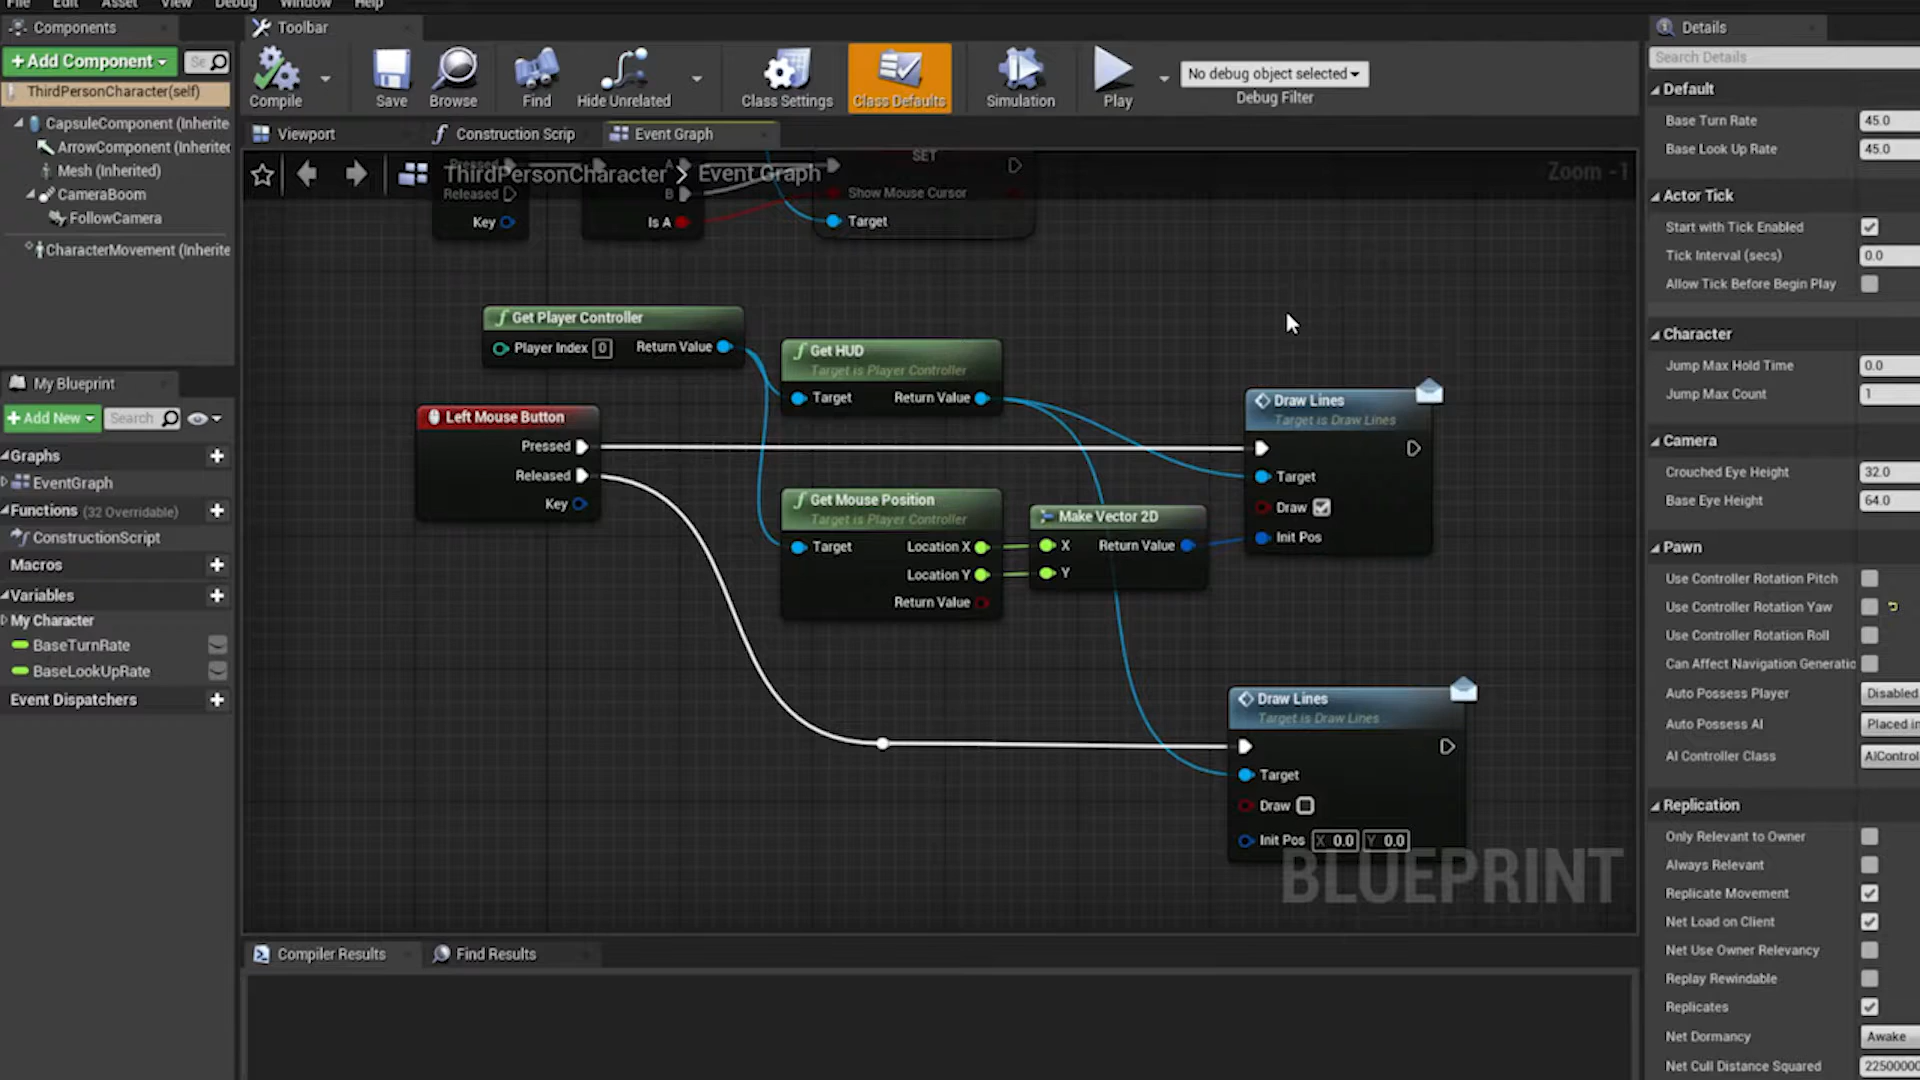 File Edit Asset View Debug Window Help
Components
Toolbar
Details
+Add Component
Se
Compile
Save
Browse
Find
Hide Unrelated
Class Settings
Class Defaults
Simulation
Play
No debug object selected
Debug Filter
Search Details
ThirdPersonCharacter(self)
CapsuleComponent (Inherite
ArrowComponent (Inherited
Mesh (Inherited)
CameraBoom
FollowCamera
CharacterMovement (Inherite
Viewport
Construction Scrip
Event Graph
ThirdPersonCharacter > Event Graph
Zoom -1
Pressed
Released
Key
A
B
Is A
SET
Show Mouse Cursor
Target
Get Player Controller
Player Index 0
Return Value
Get HUD
Target is Player Controller
Target
Return Value
Left Mouse Button
Pressed
Released
Key
Get Mouse Position
Target is Player Controller
Target
Location X
Location Y
Return Value
Make Vector 2D
X
Return Value
Y
Draw Lines
Target is Draw Lines
Target
Draw
Init Pos
Draw Lines
Target is Draw Lines
Target
Draw
Init Pos X 0.0 Y 0.0
BLUEPRINT
My Blueprint
+Add New
Search
Graphs
EventGraph
Functions (32 Overridable)
ConstructionScript
Macros
Variables
My Character
BaseTurnRate
BaseLookUpRate
Event Dispatchers
Compiler Results
Find Results
Default
Base Turn Rate 45.0
Base Look Up Rate 45.0
Actor Tick
Start with Tick Enabled
Tick Interval (secs) 0.0
Allow Tick Before Begin Play
Character
Jump Max Hold Time 0.0
Jump Max Count 1
Camera
Crouched Eye Height 32.0
Base Eye Height 64.0
Pawn
Use Controller Rotation Pitch
Use Controller Rotation Yaw
Use Controller Rotation Roll
Can Affect Navigation Generatio
Auto Possess Player Disabled
Auto Possess AI Placed in
AI Controller Class AIControl
Replication
Only Relevant to Owner
Always Relevant
Replicate Movement
Net Load on Client
Net Use Owner Relevancy
Replay Rewindable
Replicates
Net Dormancy Awake
Net Cull Distance Squared 22500000